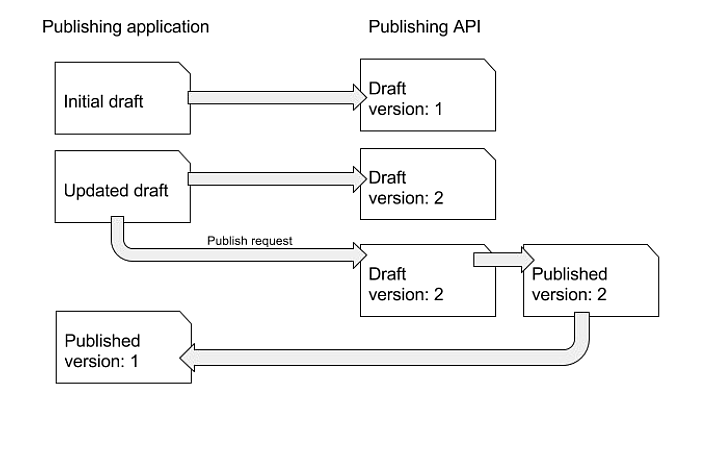 Publishing application
Publishing API
Initial draft
Draft
version: 1
Updated draft
Draft
version: 2
Publish request
Draft
version: 2
Published
version: 2
Published
version: 1